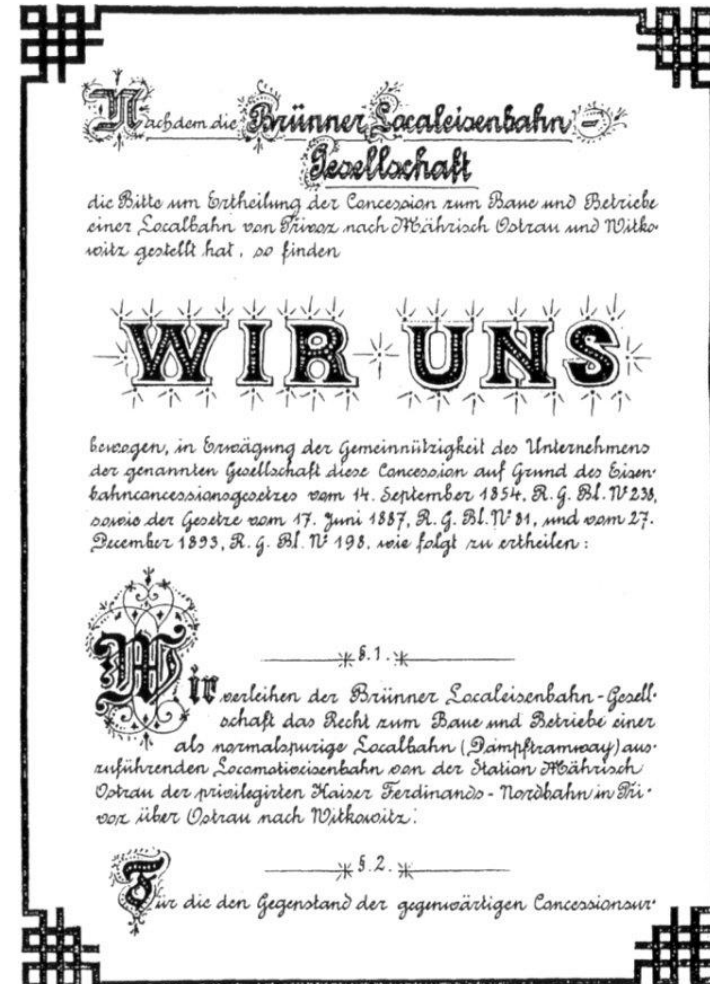 Nachdem die Brünner Localeisenbahn-
Gesellschaft
die Bitte um Ertheilung der Concession zum Baue und Betriebe
einer Localbahn von Přivoz nach Mährisch Ostrau und Witko-
witz gestellt hat, so finden
WIR UNS
bewogen, in Erwägung der Gemeinnützigkeit des Unternehmens
der genannten Gesellschaft diese Concession auf Grund des Eisen-
bahnconcessionsgesetzes vom 14. September 1854, R. G. Bl. Nº 238,
sowie der Gesetze vom 17. Juni 1887, R. G. Bl. Nº 81, und vom 27.
December 1893, R. G. Bl. Nº 198, wie folgt zu ertheilen:
§. 1.
Wir verleihen der Brünner Localeisenbahn-Gesell-
schaft das Recht zum Baue und Betriebe einer
als normalspurige Localbahn (Dampftramway) aus-
zuführenden Locomotiveisenbahn von der Station Mährisch
Ostrau der privilegirten Kaiser Ferdinands-Nordbahn in Při-
voz über Ostrau nach Witkowitz.
§. 2.
Für die den Gegenstand der gegenwärtigen Concessionsur-